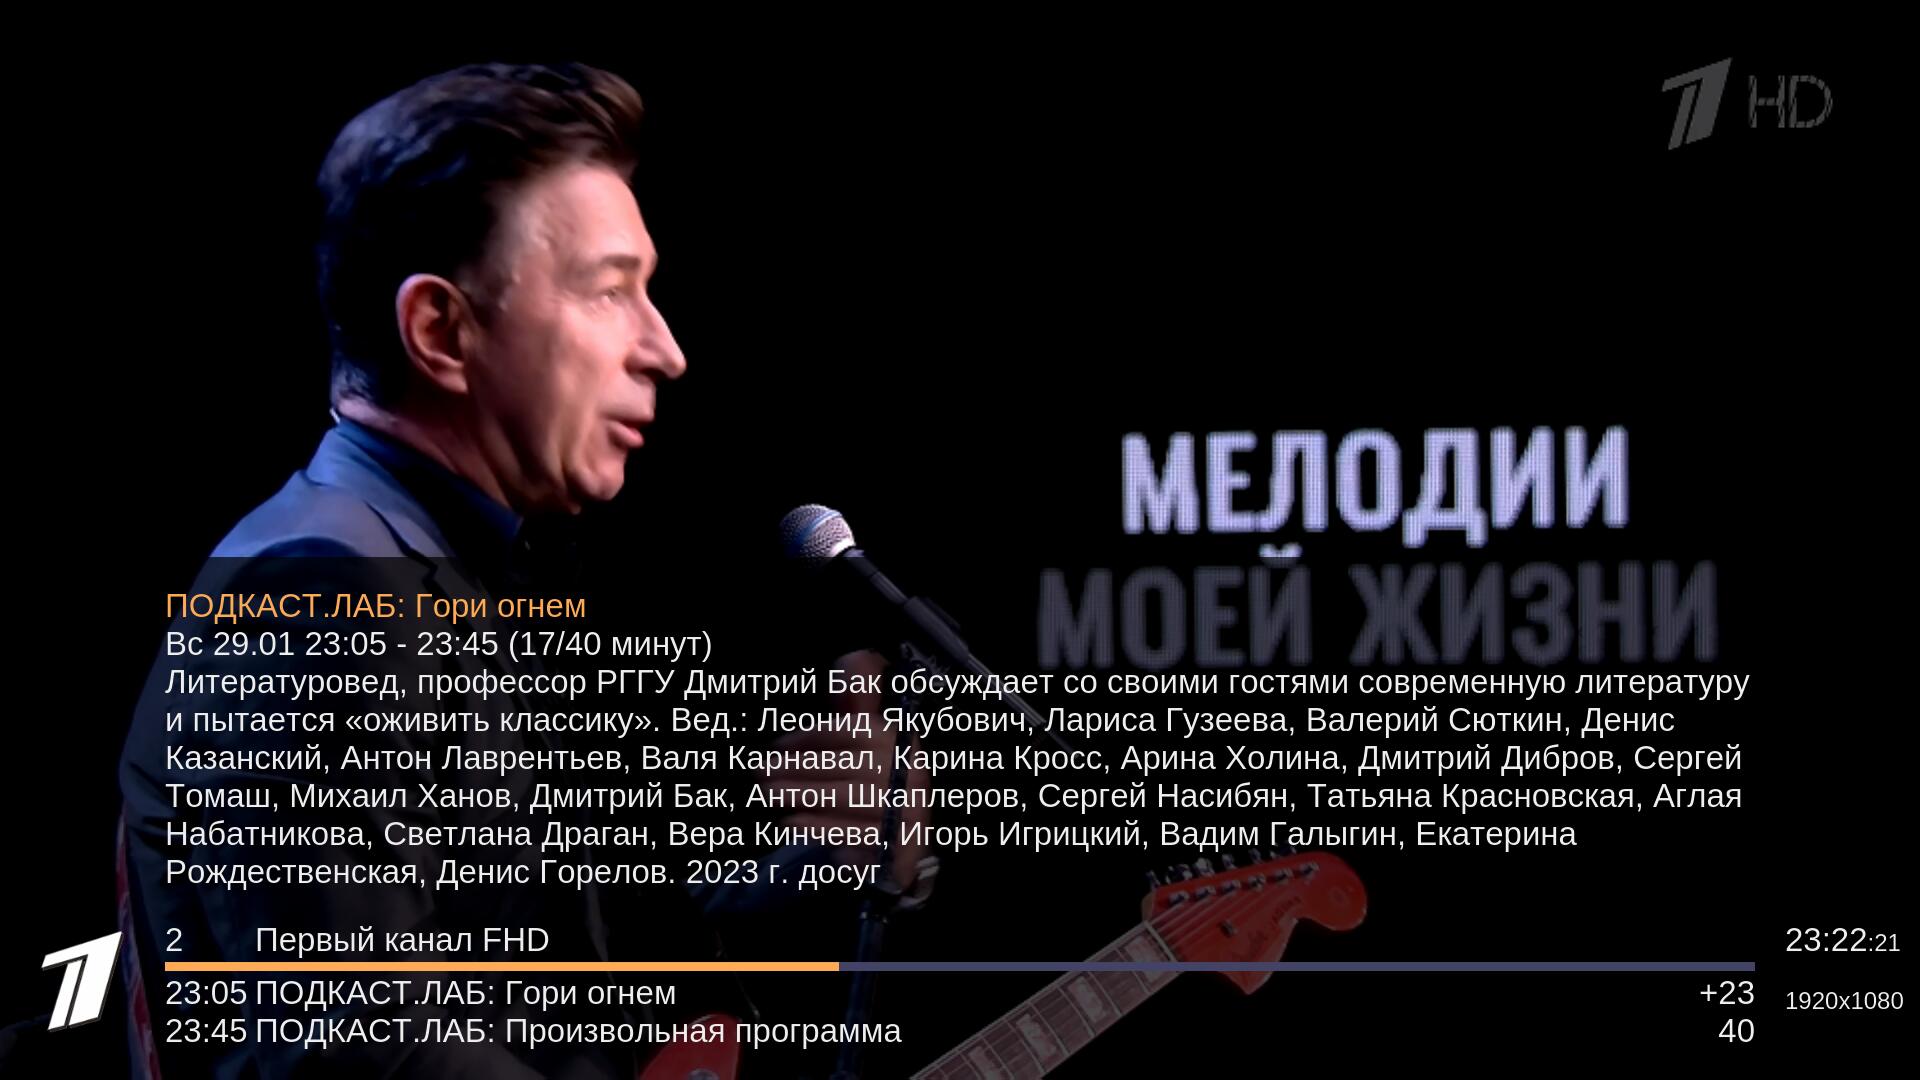 HD
МЕЛОДИИ
МОЕЙ ЖИЗНИ
ПОДКАСТ.ЛАБ: Гори огнем
Вс 29.01 23:05 - 23:45 (17/40 минут)
Литературовед, профессор РГГУ Дмитрий Бак обсуждает со своими гостями современную литературу
и пытается «оживить классику». Вед.: Леонид Якубович, Лариса Гузеева, Валерий Сюткин, Денис
Казанский, Антон Лаврентьев, Валя Карнавал, Карина Кросс, Арина Холина, Дмитрий Дибров, Сергей
Томаш, Михаил Ханов, Дмитрий Бак, Антон Шкаплеров, Сергей Насибян, Татьяна Красновская, Аглая
Набатникова, Светлана Драган, Вера Кинчева, Игорь Игрицкий, Вадим Галыгин, Екатерина
Рождественская, Денис Горелов. 2023 г. досуг
2 Первый канал FHD 23:22:21
23:05 ПОДКАСТ.ЛАБ: Гори огнем +23 1920x1080
23:45 ПОДКАСТ.ЛАБ: Произвольная программа 40